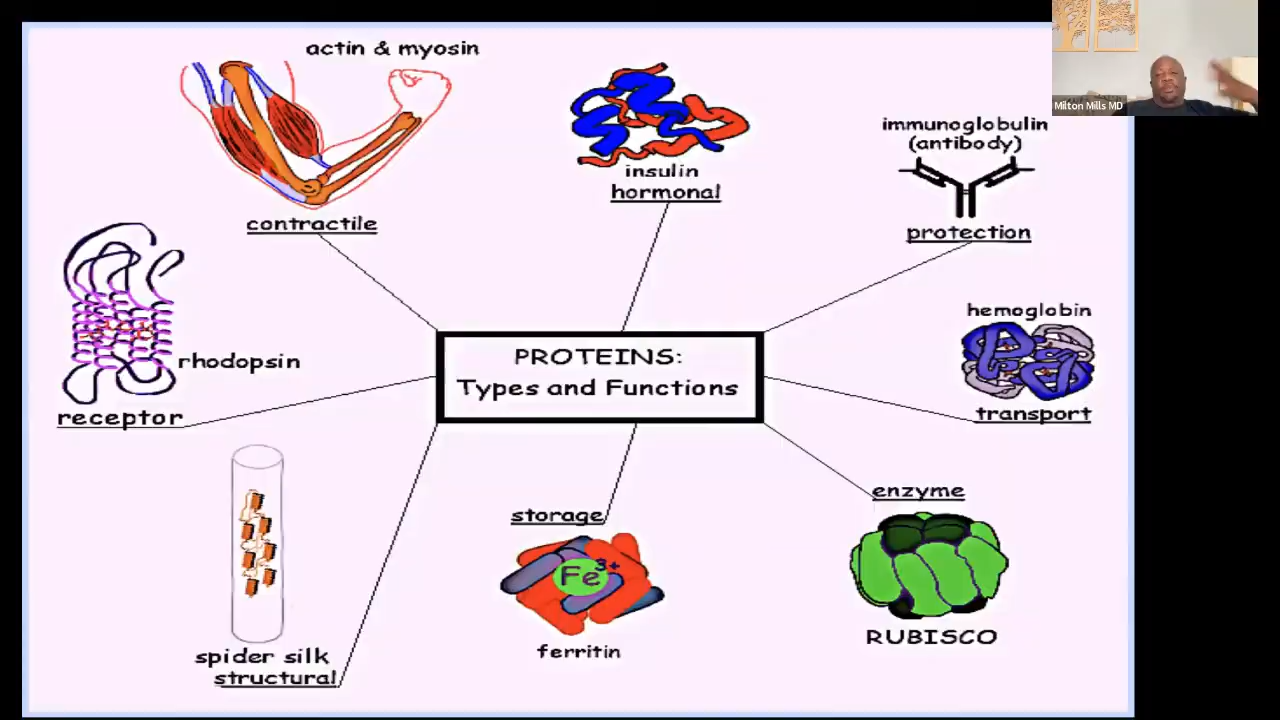 actin & myosin
contractile
insulin
hormonal
immunoglobulin
(antibody)
protection
Milton Mills MD
rhodopsin
receptor
PROTEINS:
Types and Functions
hemoglobin
transport
spider silk
structural
storage
Fe3+
ferritin
enzyme
RUBISCO